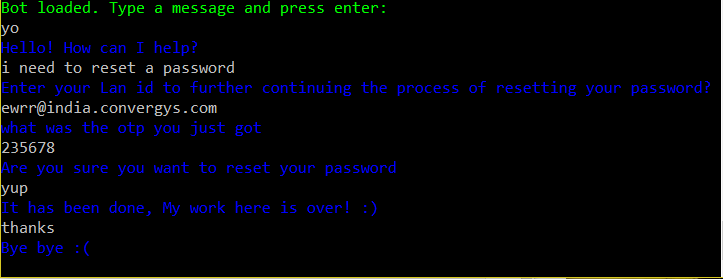 Bot loaded. Type a message and press enter:
yo
Hello! How can I help?
i need to reset a password
Enter your Lan id to further continuing the process of resetting your password?
ewrr@india.convergys.com
what was the otp you just got
235678
Are you sure you want to reset your password
yup
It has been done, My work here is over! :)
thanks
Bye bye :(